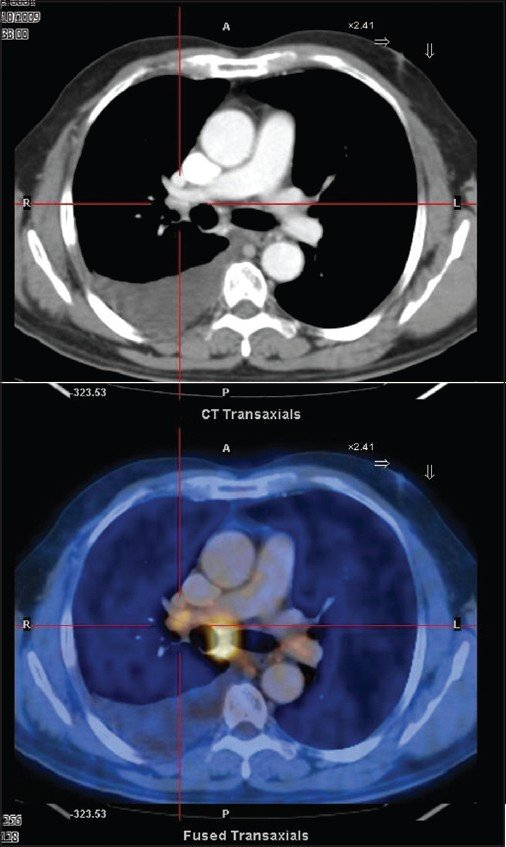 A
×2.41
R
L
-323.53
P
CT Transaxials
A
×2.41
R
L
-323.53
P
Fused Transaxials